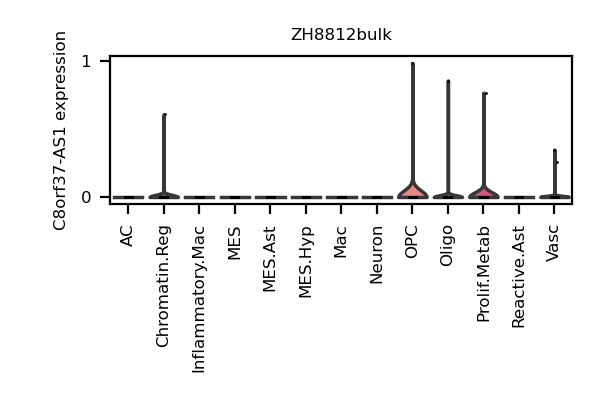 ZH8812bulk
C8orf37-AS1 expression
1
0
AC
Chromatin.Reg
Inflammatory.Mac
MES
MES.Ast
MES.Hyp
Mac
Neuron
OPC
Oligo
Prolif.Metab
Reactive.Ast
Vasc